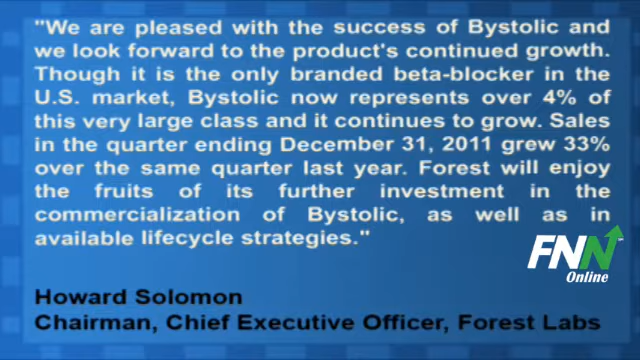 "We are pleased with the success of Bystolic and
we look forward to the product's continued growth.
Though it is the only branded beta-blocker in the
U.S. market, Bystolic now represents over 4% of
this very large class and it continues to grow. Sales
in the quarter ending December 31, 2011 grew 33%
over the same quarter last year. Forest will enjoy
the fruits of its further investment in the
commercialization of Bystolic, as well as in
available lifecycle strategies."
FNN
Online
Howard Solomon
Chairman, Chief Executive Officer, Forest Labs